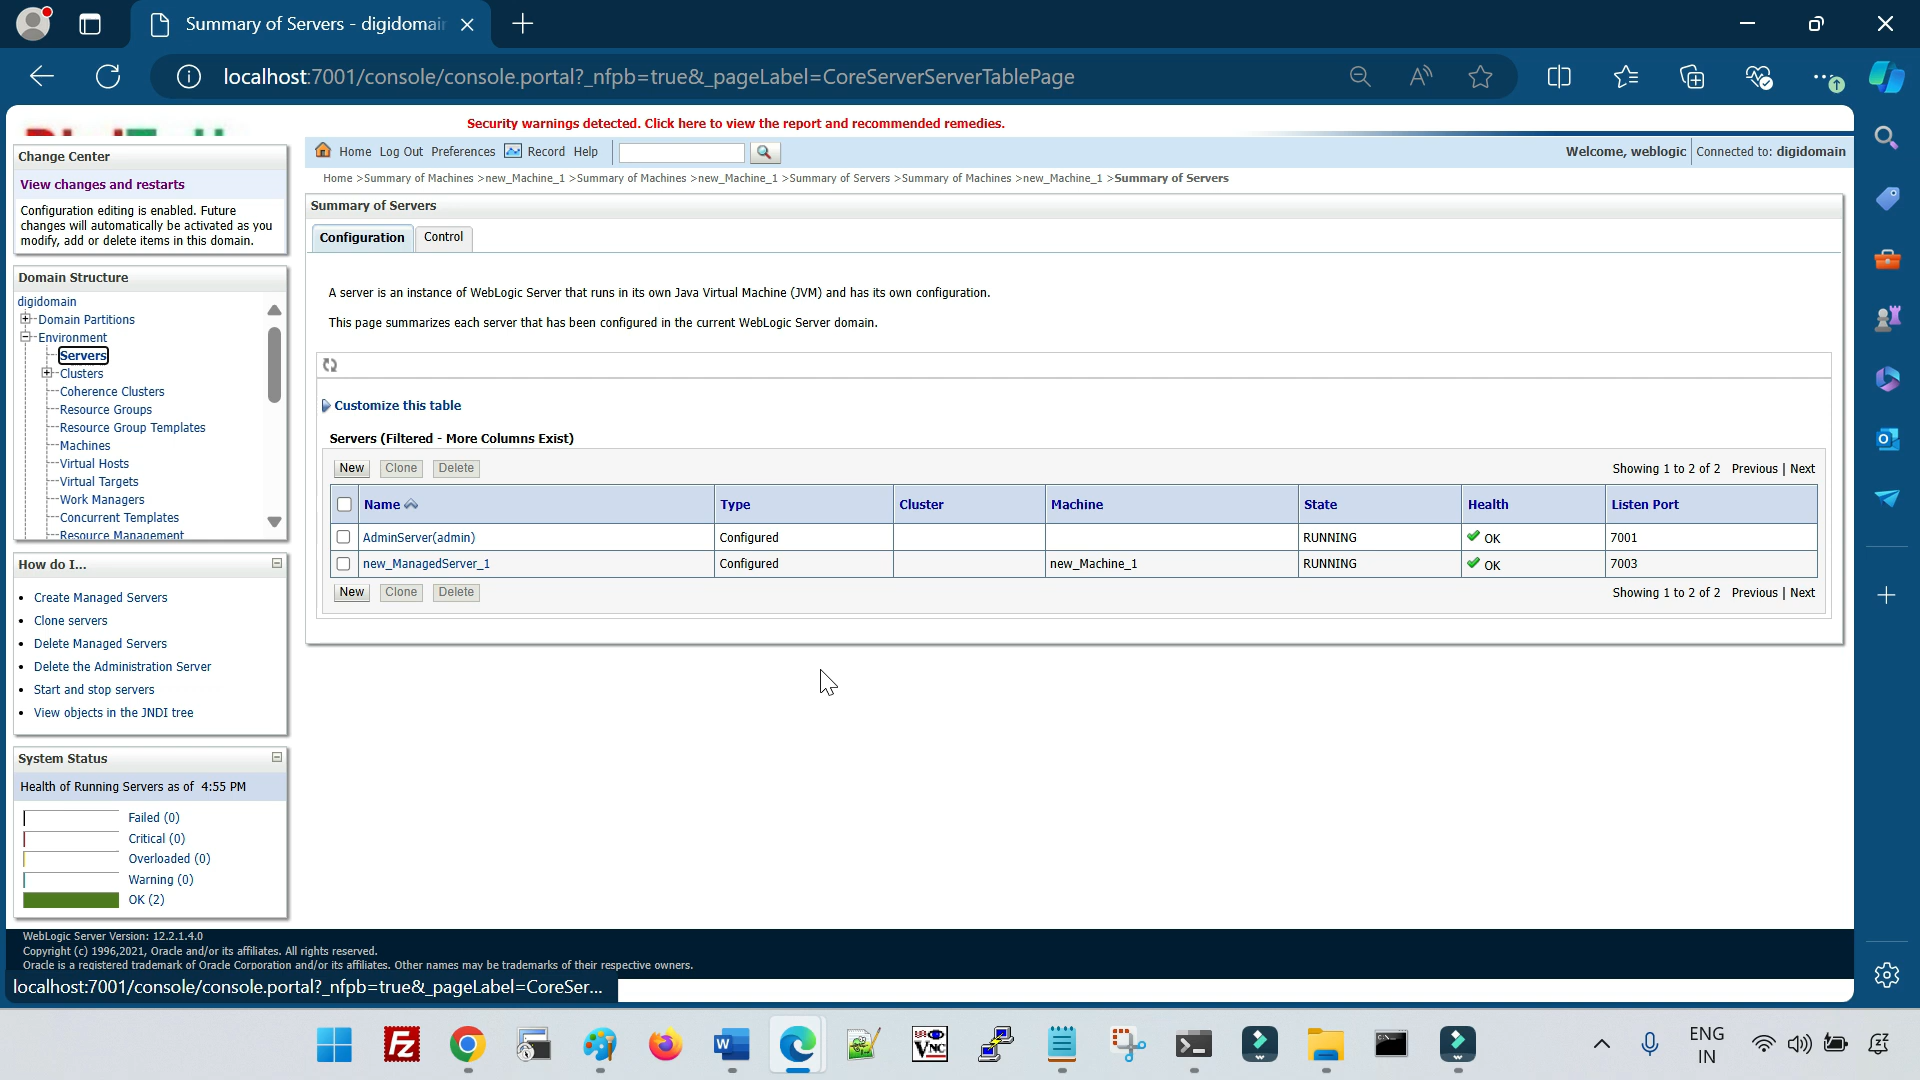 Summary of Servers - digidomai
localhost:7001/console/console.portal?_nfpb=true&_pageLabel=CoreServerServerTablePage
Security warnings detected. Click here to view the report and recommended remedies.
Change Center
View changes and restarts
Configuration editing is enabled. Future
changes will automatically be activated as you
modify, add or delete items in this domain.
Domain Structure
digidomain
Domain Partitions
Environment
Servers
Clusters
Coherence Clusters
Resource Groups
Resource Group Templates
Machines
Virtual Hosts
Virtual Targets
Work Managers
Concurrent Templates
Resource Management
How do I...
Create Managed Servers
Clone servers
Delete Managed Servers
Delete the Administration Server
Start and stop servers
View objects in the JNDI tree
System Status
Health of Running Servers as of 4:55 PM
Failed (0)
Critical (0)
Overloaded (0)
Warning (0)
OK (2)
Home Log Out Preferences Record Help
Welcome, weblogic Connected to: digidomain
Home >Summary of Machines >new_Machine_1 >Summary of Machines >new_Machine_1 >Summary of Servers >Summary of Machines >new_Machine_1 >Summary of Servers
Summary of Servers
Configuration Control
A server is an instance of WebLogic Server that runs in its own Java Virtual Machine (JVM) and has its own configuration.
This page summarizes each server that has been configured in the current WebLogic Server domain.
Customize this table
Servers (Filtered - More Columns Exist)
New Clone Delete Showing 1 to 2 of 2 Previous | Next
Name Type Cluster Machine State Health Listen Port
AdminServer(admin) Configured RUNNING OK 7001
new_ManagedServer_1 Configured new_Machine_1 RUNNING OK 7003
New Clone Delete Showing 1 to 2 of 2 Previous | Next
WebLogic Server Version: 12.2.1.4.0
Copyright (c) 1996,2021, Oracle and/or its affiliates. All rights reserved.
Oracle is a registered trademark of Oracle Corporation and/or its affiliates. Other names may be trademarks of their respective owners.
localhost:7001/console/console.portal?_nfpb=true&_pageLabel=CoreSer...
ENG
IN